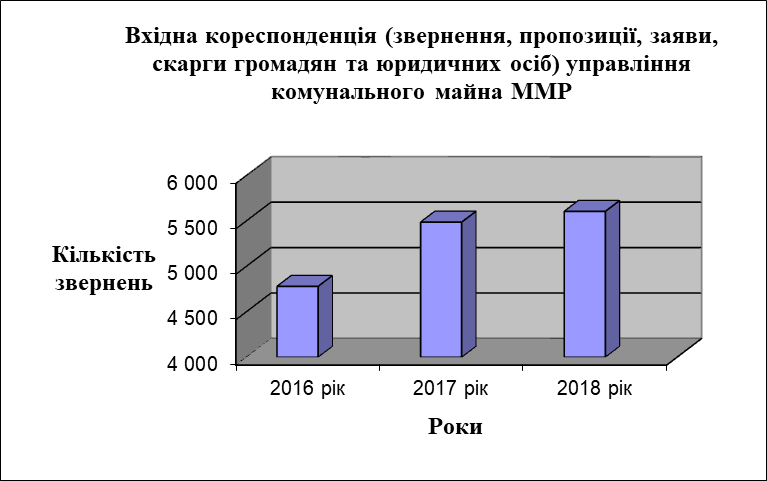 Вхідна кореспонденція (звернення, пропозиції, заяви,
скарги громадян та юридичних осіб) управління
комунального майна ММР
6 000
5 500
5 000
4 500
4 000
Кількість
звернень
2016 рік
2017 рік
2018 рік
Роки